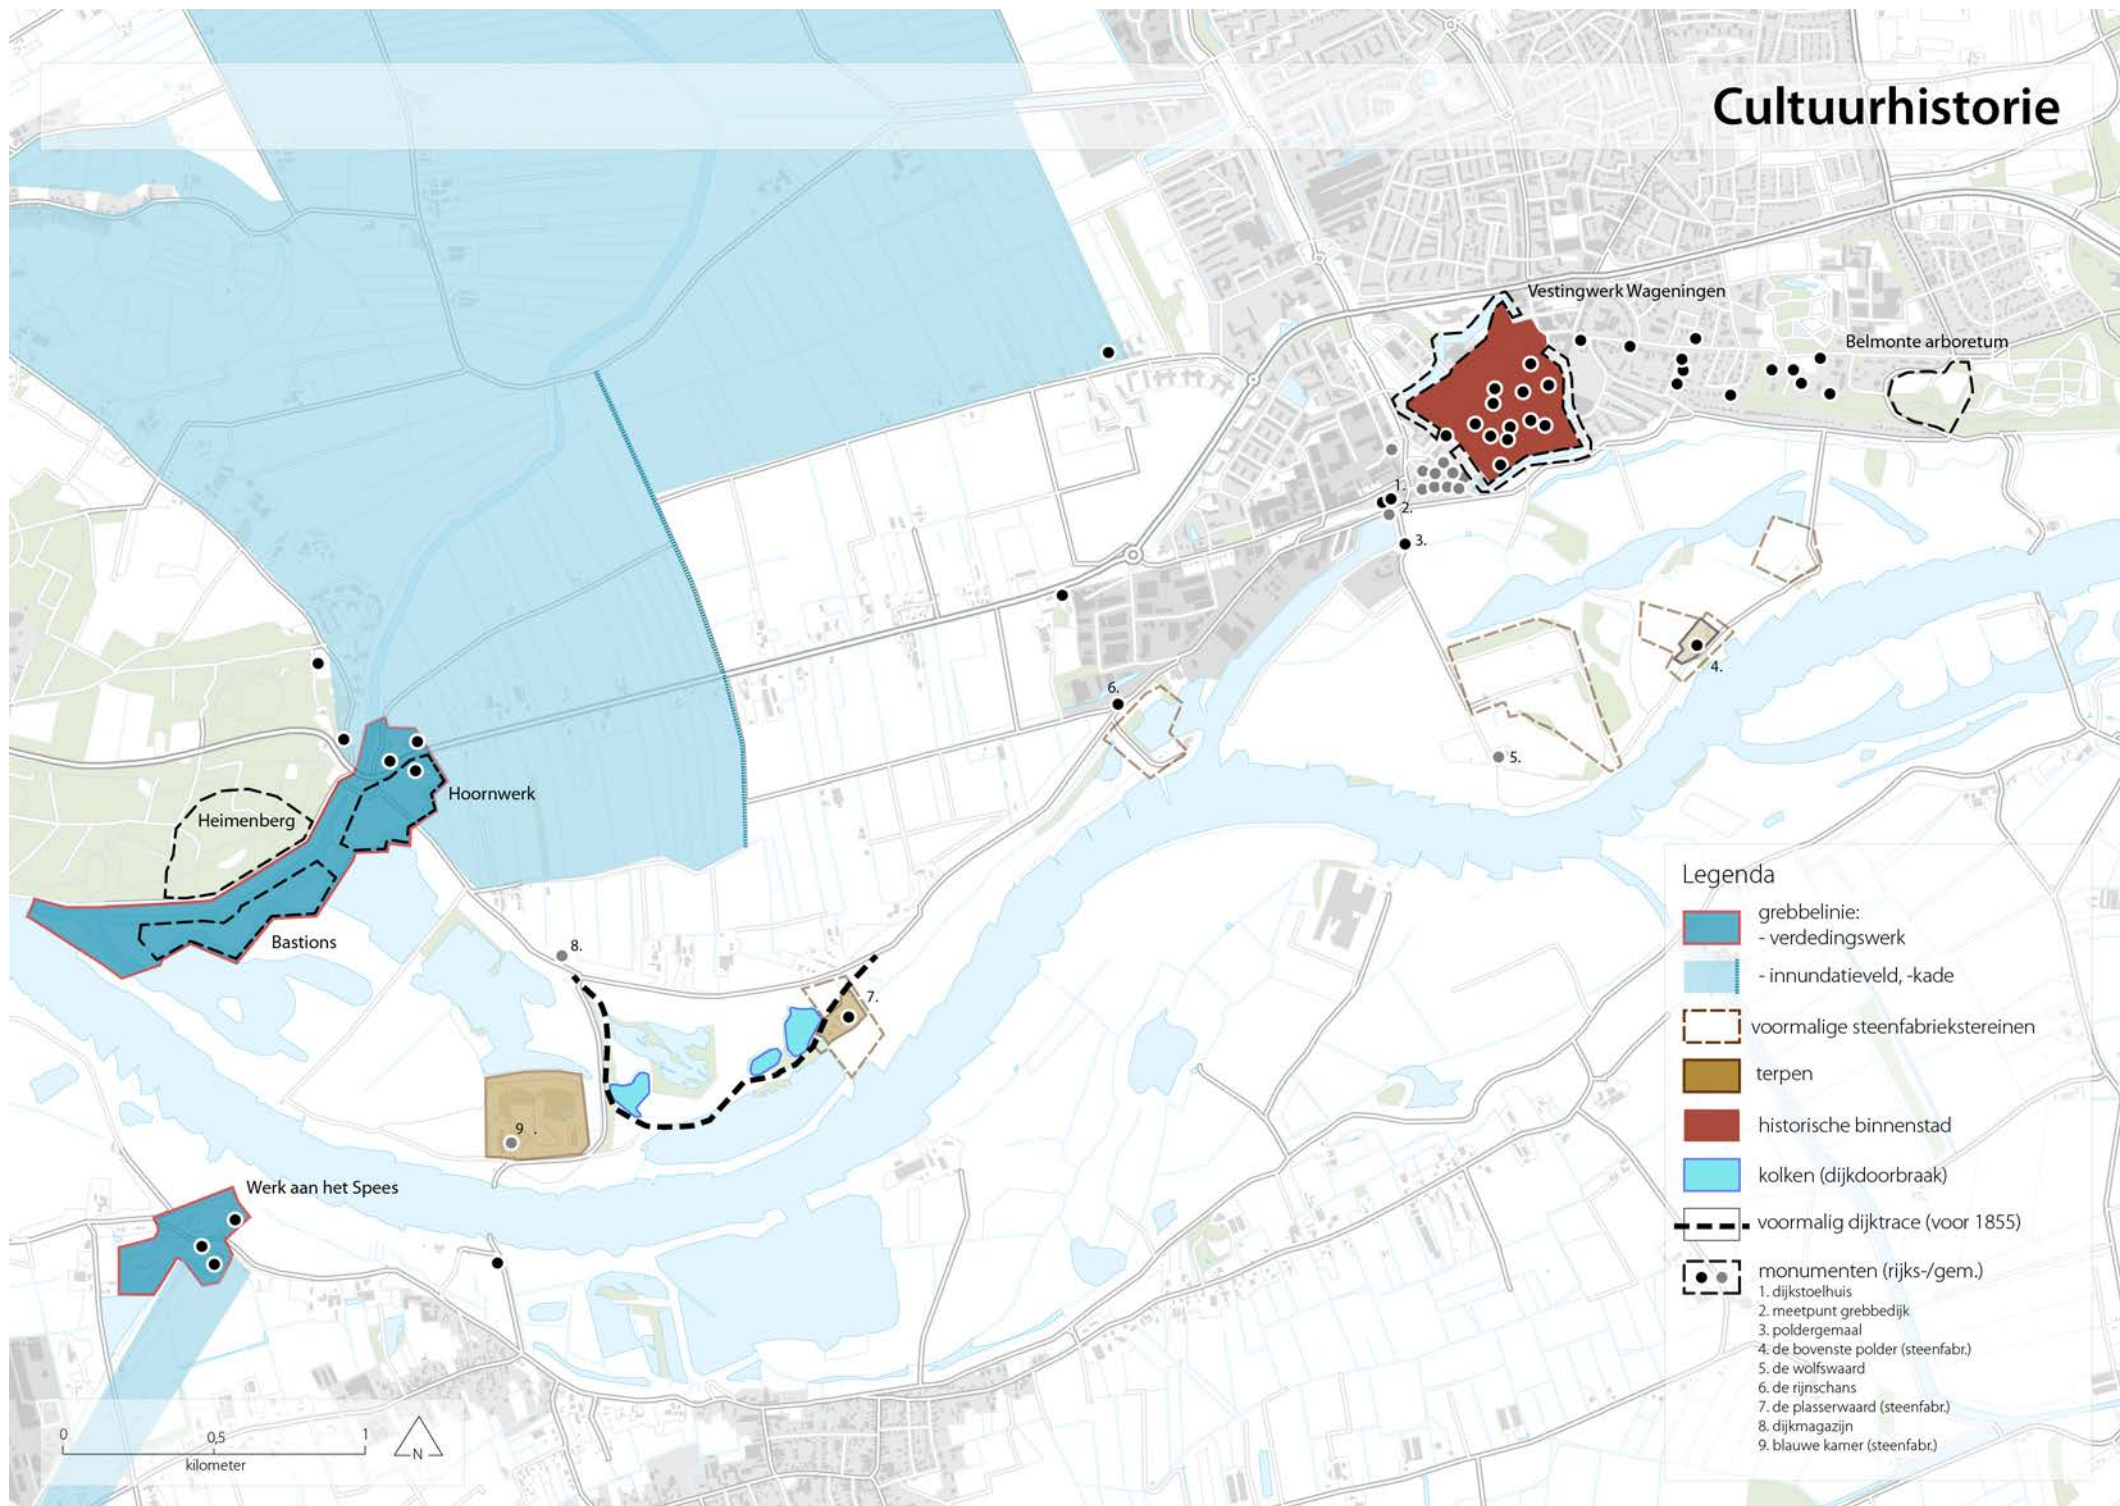 Cultuurhistorie
Vestingwerk Wageningen
Belmonte arboretum
1.
2.
3.
4.
5.
6.
Hoornwerk
Heimenberg
Bastions
8.
7.
9 .
Werk aan het Spees
Legenda
grebbelinie:
- verdedingswerk
- innundatieveld, -kade
voormalige steenfabriekstereinen
terpen
historische binnenstad
kolken (dijkdoorbraak)
voormalig dijktrace (voor 1855)
monumenten (rijks-/gem.)
1. dijkstoelhuis
2. meetpunt grebbedijk
3. poldergemaal
4. de bovenste polder (steenfabr.)
5. de wolfswaard
6. de rijnschans
7. de plasserwaard (steenfabr.)
8. dijkmagazijn
9. blauwe kamer (steenfabr.)
0 0,5 1
kilometer
N